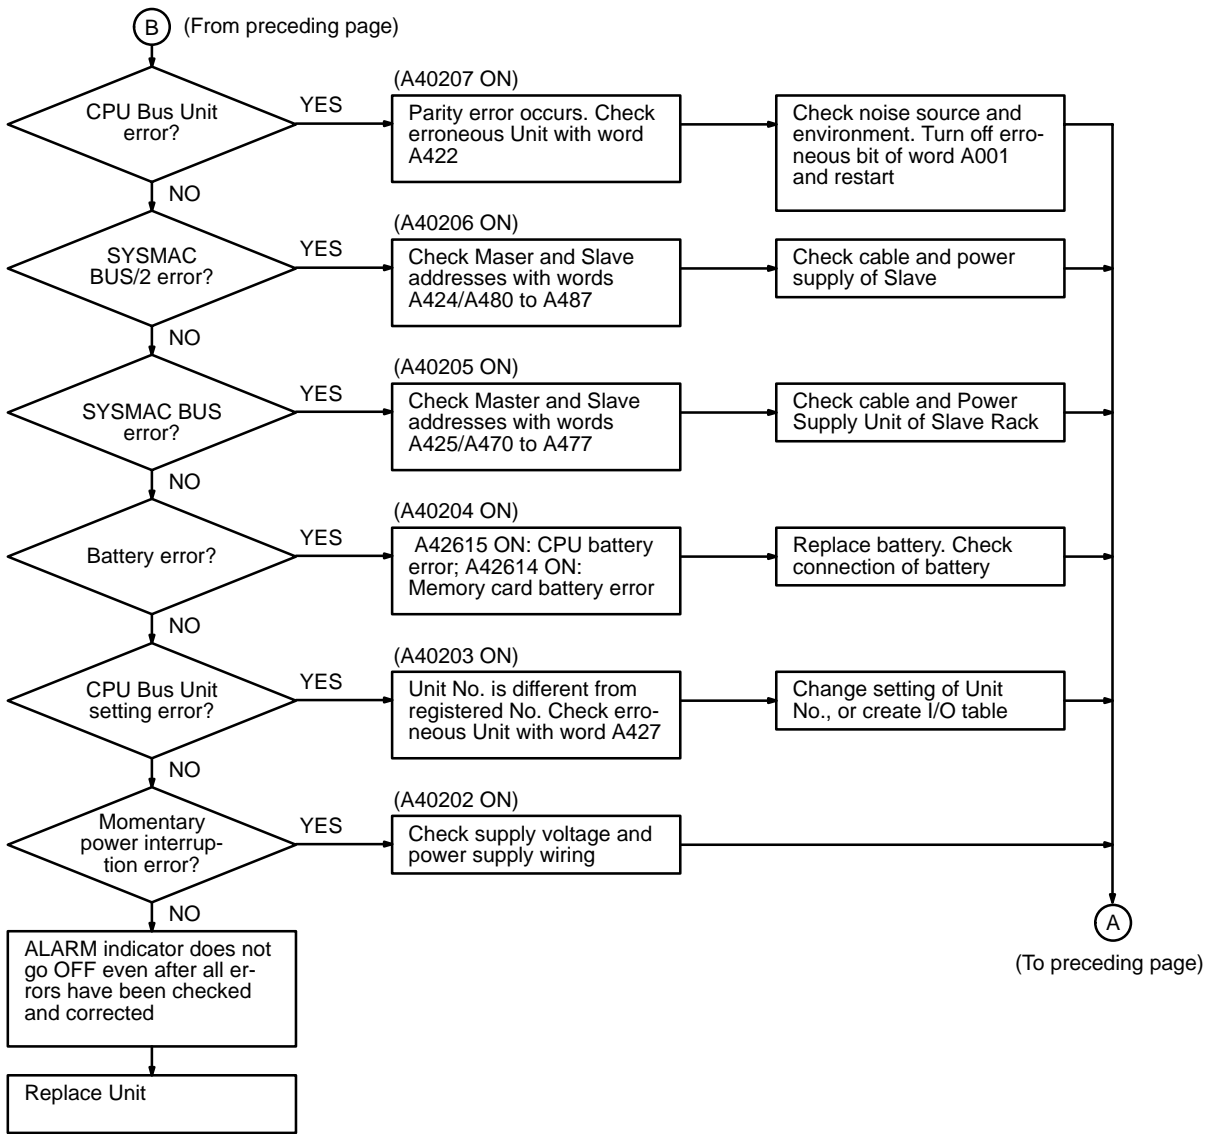 B (From preceding page)
CPU Bus Unit
error?
YES
(A40207 ON)
Parity error occurs. Check
erroneous Unit with word
A422
Check noise source and
environment. Turn off erro-
neous bit of word A001
and restart
NO
SYSMAC
BUS/2 error?
YES
(A40206 ON)
Check Maser and Slave
addresses with words
A424/A480 to A487
Check cable and power
supply of Slave
NO
SYSMAC BUS
error?
YES
(A40205 ON)
Check Master and Slave
addresses with words
A425/A470 to A477
Check cable and Power
Supply Unit of Slave Rack
NO
Battery error?
YES
(A40204 ON)
A42615 ON: CPU battery
error; A42614 ON:
Memory card battery error
Replace battery. Check
connection of battery
NO
CPU Bus Unit
setting error?
YES
(A40203 ON)
Unit No. is different from
registered No. Check erro-
neous Unit with word A427
Change setting of Unit
No., or create I/O table
NO
Momentary
power interrup-
tion error?
YES
(A40202 ON)
Check supply voltage and
power supply wiring
NO
A
(To preceding page)
ALARM indicator does not
go OFF even after all er-
rors have been checked
and corrected
Replace Unit